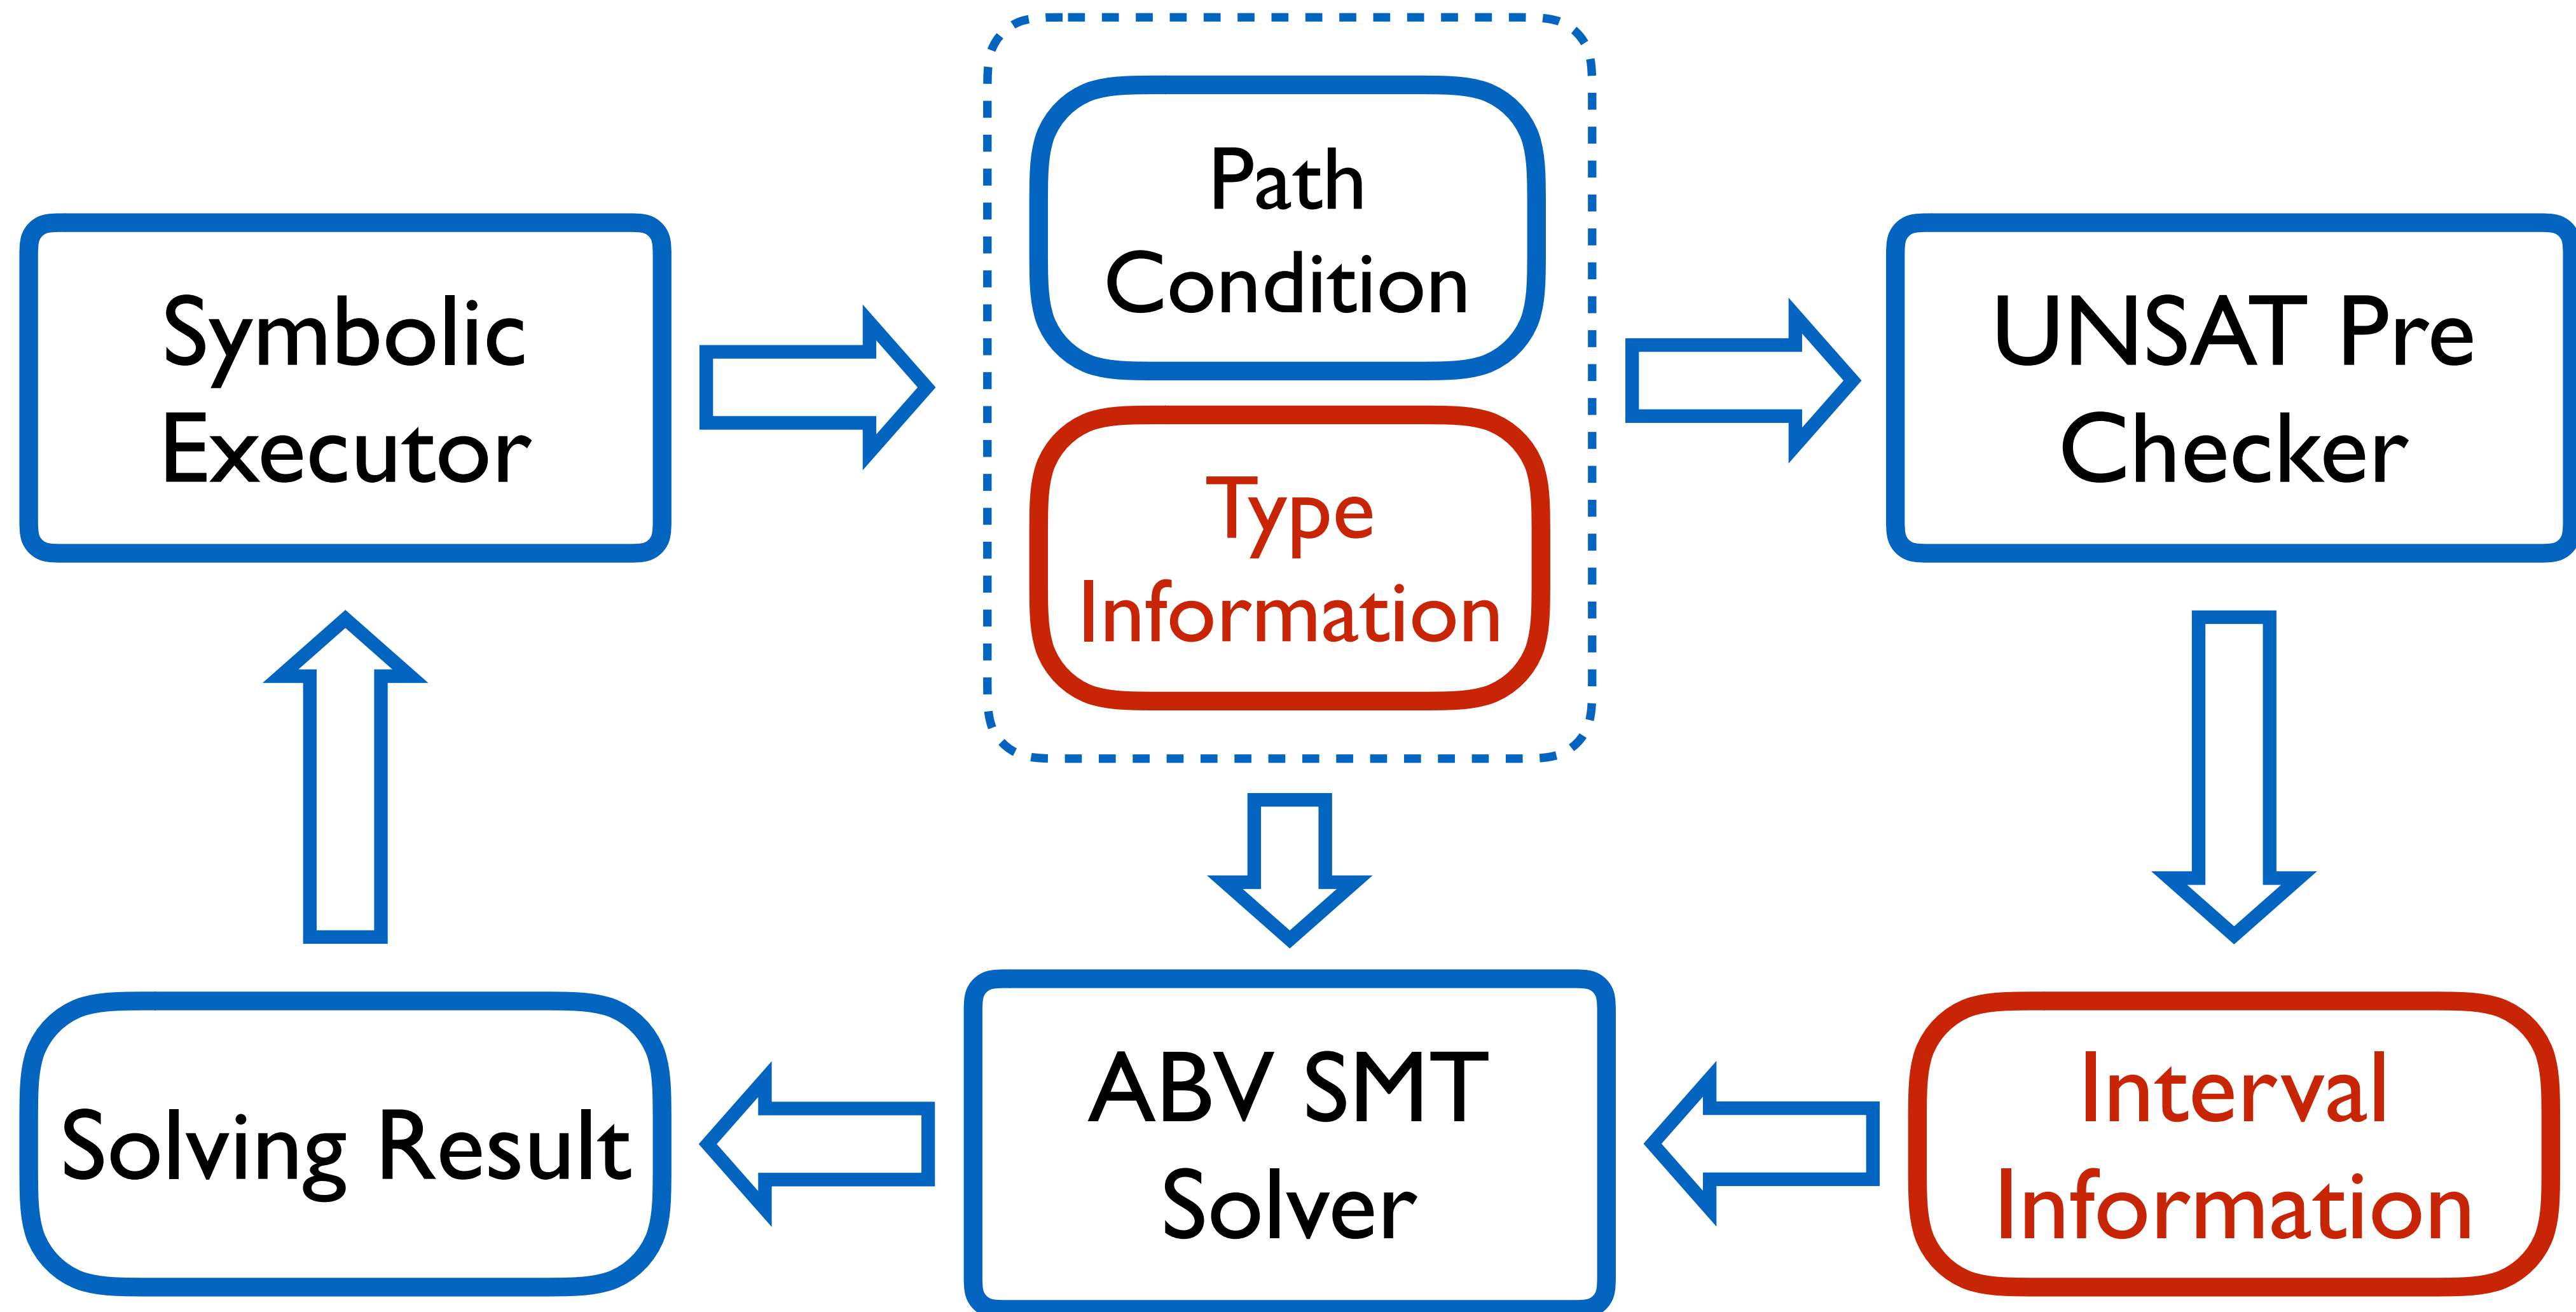 Symbolic
Executor
Path
Condition
Type
Information
UNSAT Pre
Checker
Solving Result
ABV SMT
Solver
Interval
Information